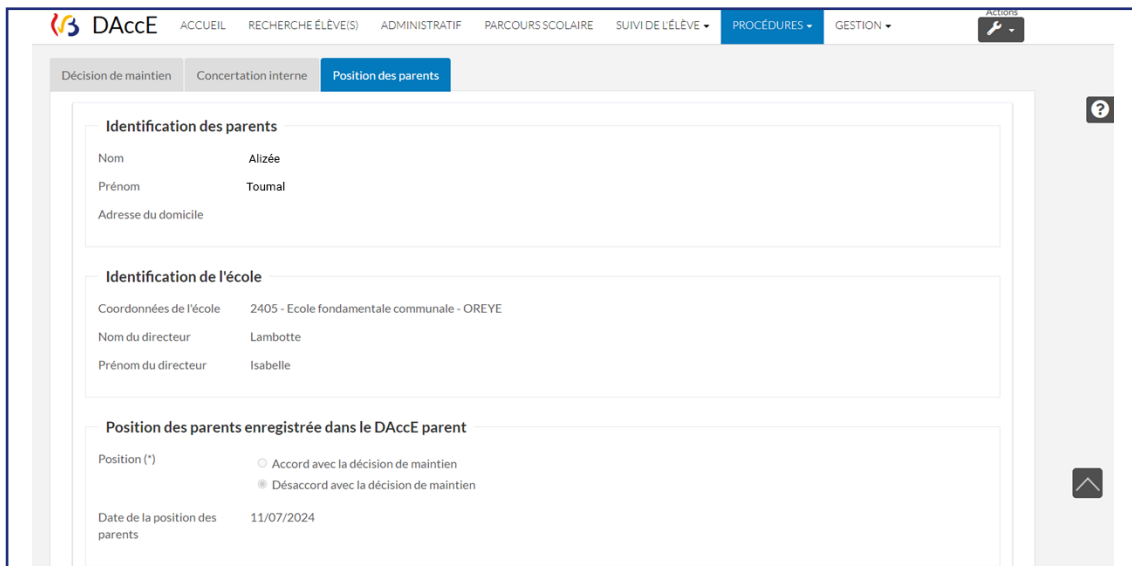 Actions
DAccE ACCUEIL RECHERCHE ÉLÈVE(S) ADMINISTRATIF PARCOURS SCOLAIRE SUIVI DE L'ÉLÈVE PROCÉDURES GESTION
Décision de maintien Concertation interne Position des parents
Identification des parents
Nom Alizée
Prénom Toumal
Adresse du domicile
Identification de l'école
Coordonnées de l'école 2405 - Ecole fondamentale communale - OREYE
Nom du directeur Lambotte
Prénom du directeur Isabelle
Position des parents enregistrée dans le DAccE parent
Position (*) Accord avec la décision de maintien
Désaccord avec la décision de maintien
Date de la position des 11/07/2024
parents